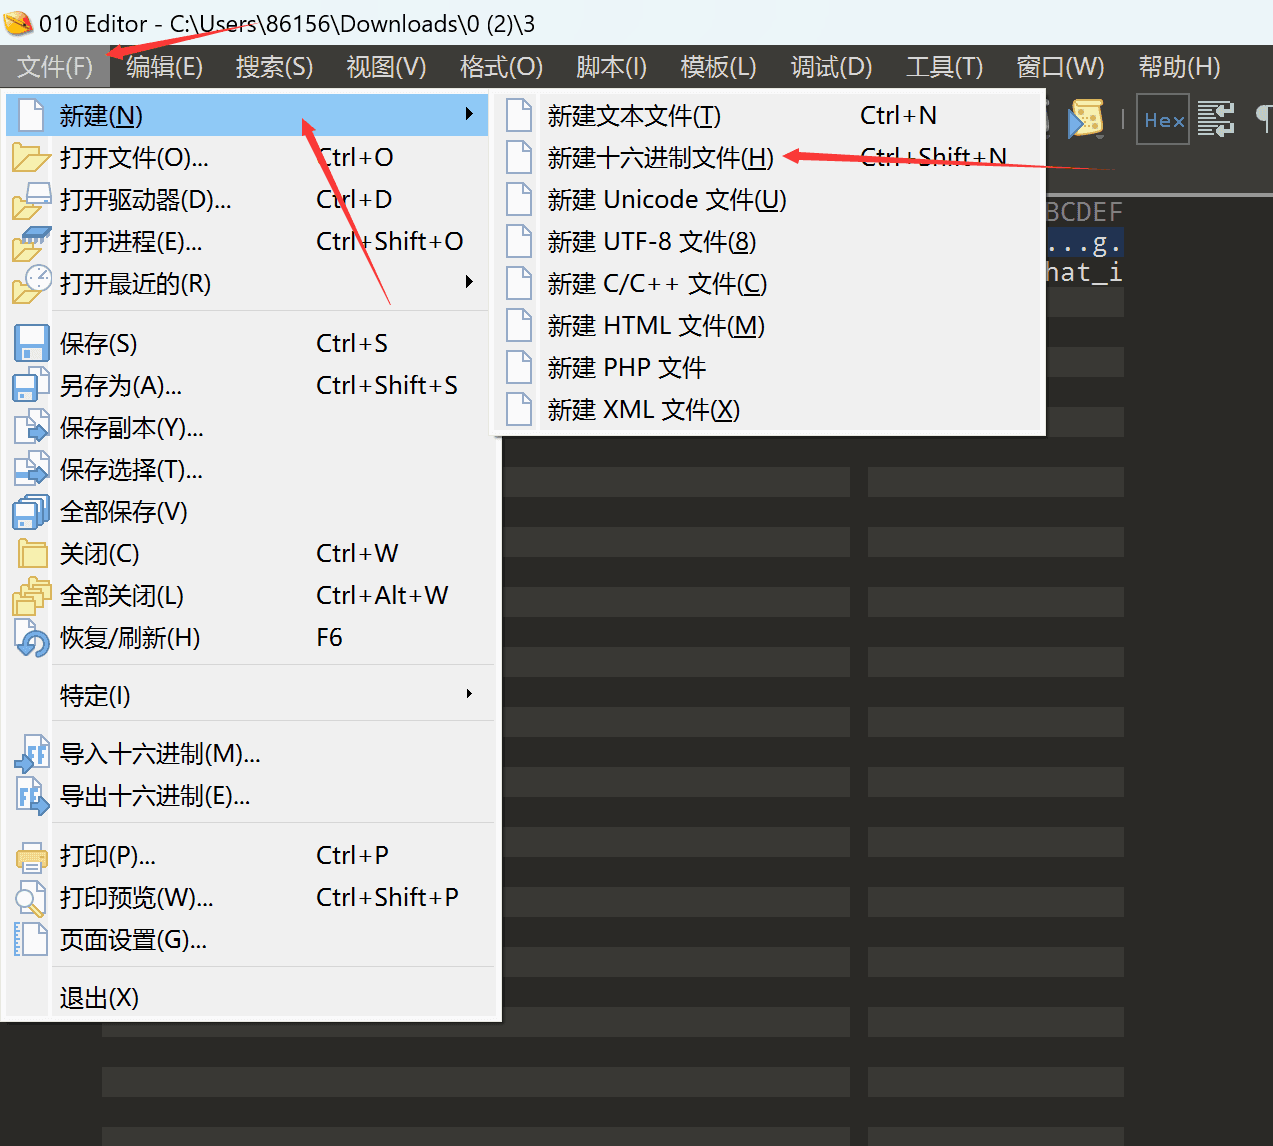 010 Editor - C:\Users\86156\Downloads\0 (2)\3
文件(F) 编辑(E) 搜索(S) 视图(V) 格式(O) 脚本(I) 模板(L) 调试(D) 工具(T) 窗口(W) 帮助(H)
新建(N)
打开文件(O)... Ctrl+O
打开驱动器(D)... Ctrl+D
打开进程(E)... Ctrl+Shift+O
打开最近的(R)
保存(S) Ctrl+S
另存为(A)... Ctrl+Shift+S
保存副本(Y)...
保存选择(T)...
全部保存(V)
关闭(C) Ctrl+W
全部关闭(L) Ctrl+Alt+W
恢复/刷新(H) F6
特定(I)
导入十六进制(M)...
导出十六进制(E)...
打印(P)... Ctrl+P
打印预览(W)... Ctrl+Shift+P
页面设置(G)...
退出(X)
新建文本文件(T) Ctrl+N
新建十六进制文件(H) Ctrl+Shift+N
新建 Unicode 文件(U)
新建 UTF-8 文件(8)
新建 C/C++ 文件(C)
新建 HTML 文件(M)
新建 PHP 文件
新建 XML 文件(X)
Hex
BCDEF
...g.
hat_i